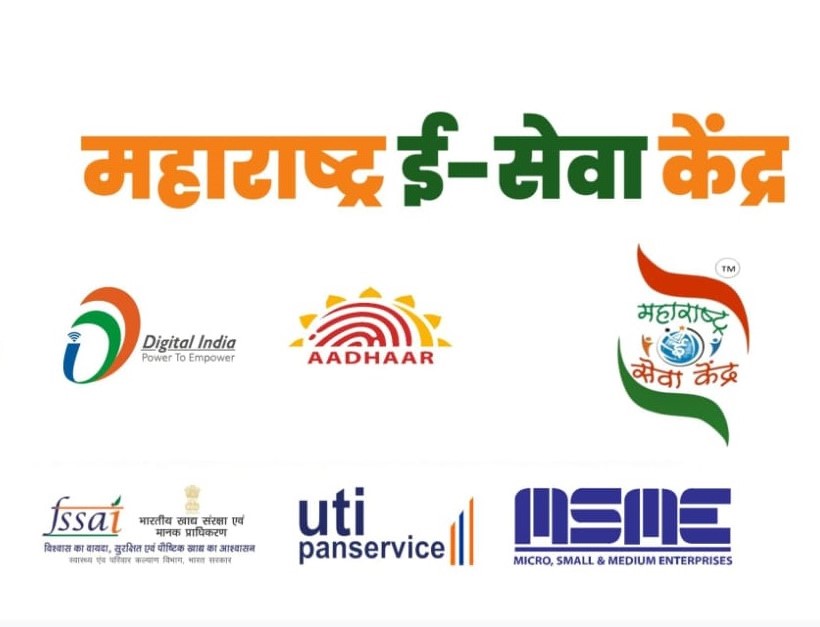 महाराष्ट्र ई-सेवा केंद्र
Digital India
Power To Empower
AADHAAR
TM
महाराष्ट्र
सेवा केंद्र
fssai
भारतीय खाद्य संरक्षा एवं
मानक प्राधिकरण
विश्वास का वायदा, सुरक्षित एवं पौष्टिक खाद्य का आश्वासन
स्वास्थ्य एंव परिवार कल्याण विभाग, भारत सरकार
uti
panservice
MSME
MICRO, SMALL & MEDIUM ENTERPRISES